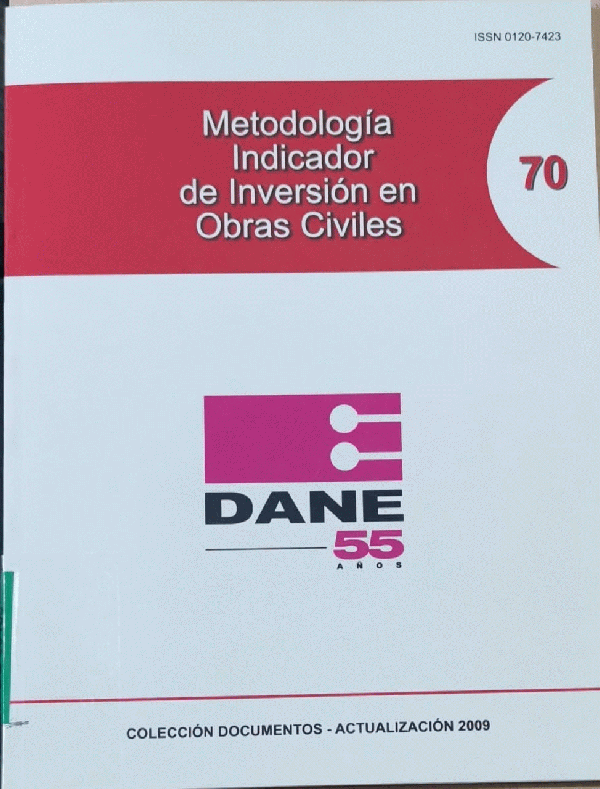 ISSN 0120-7423
Metodología
Indicador
de Inversión en
Obras Civiles
70
DANE
55
AÑOS
COLECCIÓN DOCUMENTOS - ACTUALIZACIÓN 2009